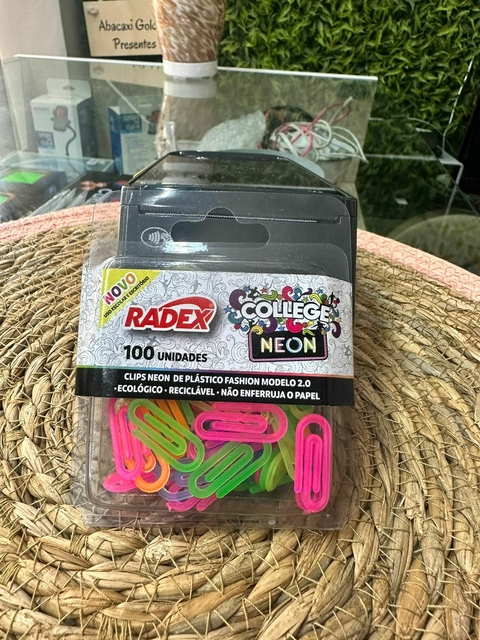 Abacaxi Gold
Presentes
NOVO
RADEX
COLLEGE
NEON
100 UNIDADES
CLIPS NEON DE PLÁSTICO FASHION MODELO 2.0
·ECOLÓGICO · RECICLÁVEL · NÃO ENFERRUJA O PAPEL